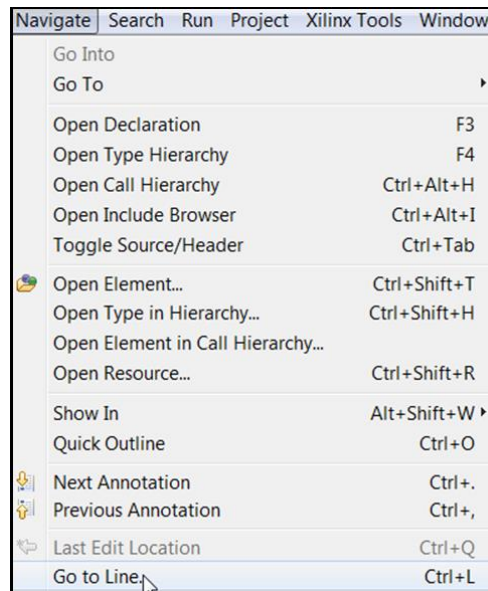 Navigate Search Run Project Xilinx Tools Window
Go Into
Go To
Open Declaration F3
Open Type Hierarchy F4
Open Call Hierarchy Ctrl+Alt+H
Open Include Browser Ctrl+Alt+I
Toggle Source/Header Ctrl+Tab
Open Element... Ctrl+Shift+T
Open Type in Hierarchy... Ctrl+Shift+H
Open Element in Call Hierarchy...
Open Resource... Ctrl+Shift+R
Show In Alt+Shift+W
Quick Outline Ctrl+O
Next Annotation Ctrl+.
Previous Annotation Ctrl+,
Last Edit Location Ctrl+Q
Go to Line. Ctrl+L